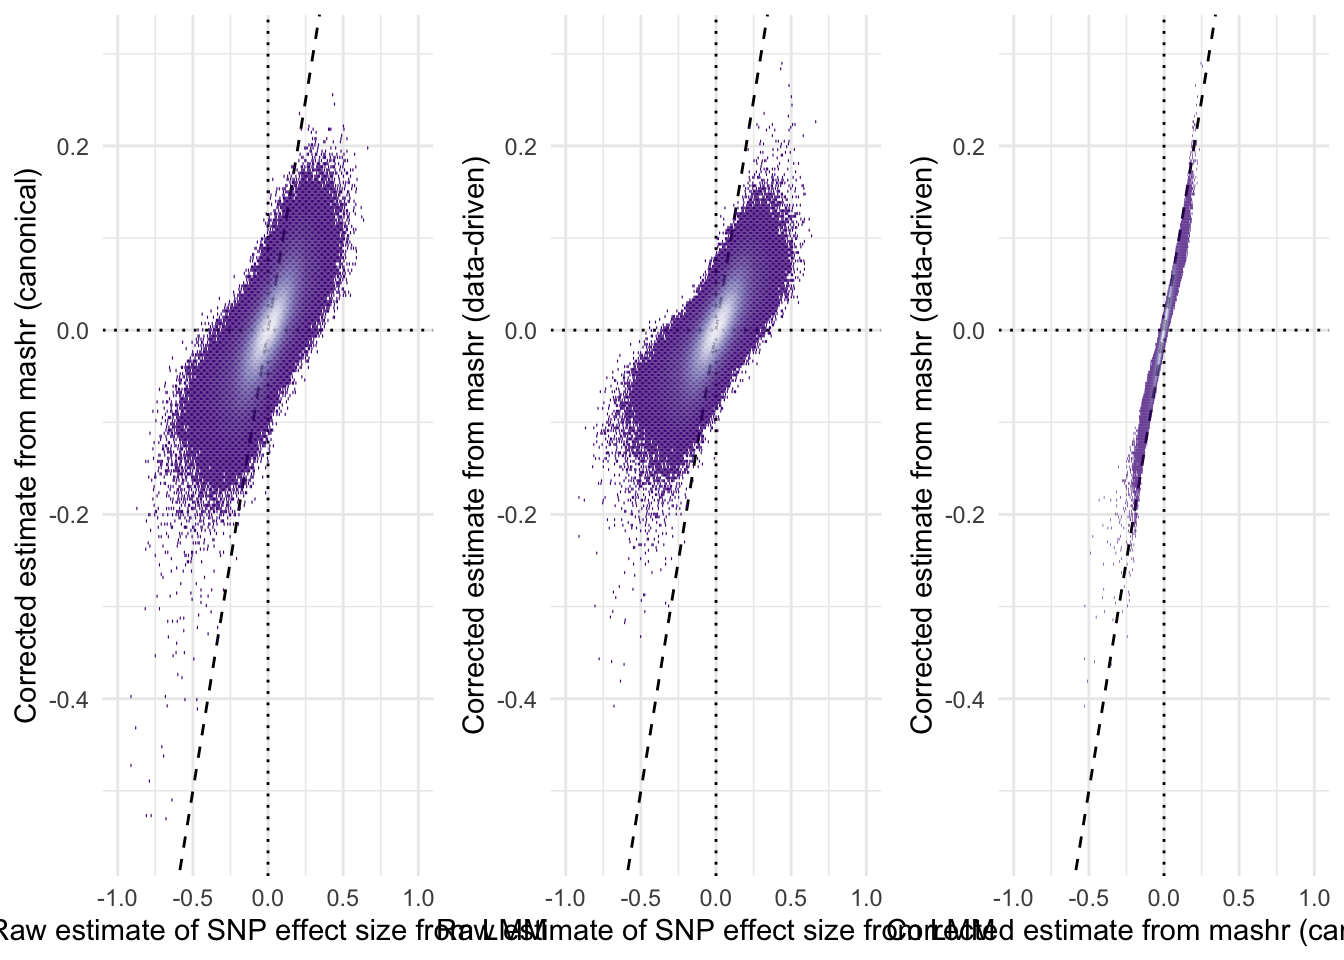 Corrected estimate from mashr (canonical)
0.2
0.0
-0.2
-0.4
-1.0 -0.5 0.0 0.5 1.0
Raw estimate of SNP effect size from LMM
Corrected estimate from mashr (data-driven)
0.2
0.0
-0.2
-0.4
-1.0 -0.5 0.0 0.5 1.0
Raw estimate of SNP effect size from LMM
Corrected estimate from mashr (data-driven)
0.2
0.0
-0.2
-0.4
-1.0 -0.5 0.0 0.5 1.0
Corrected estimate from mashr (can